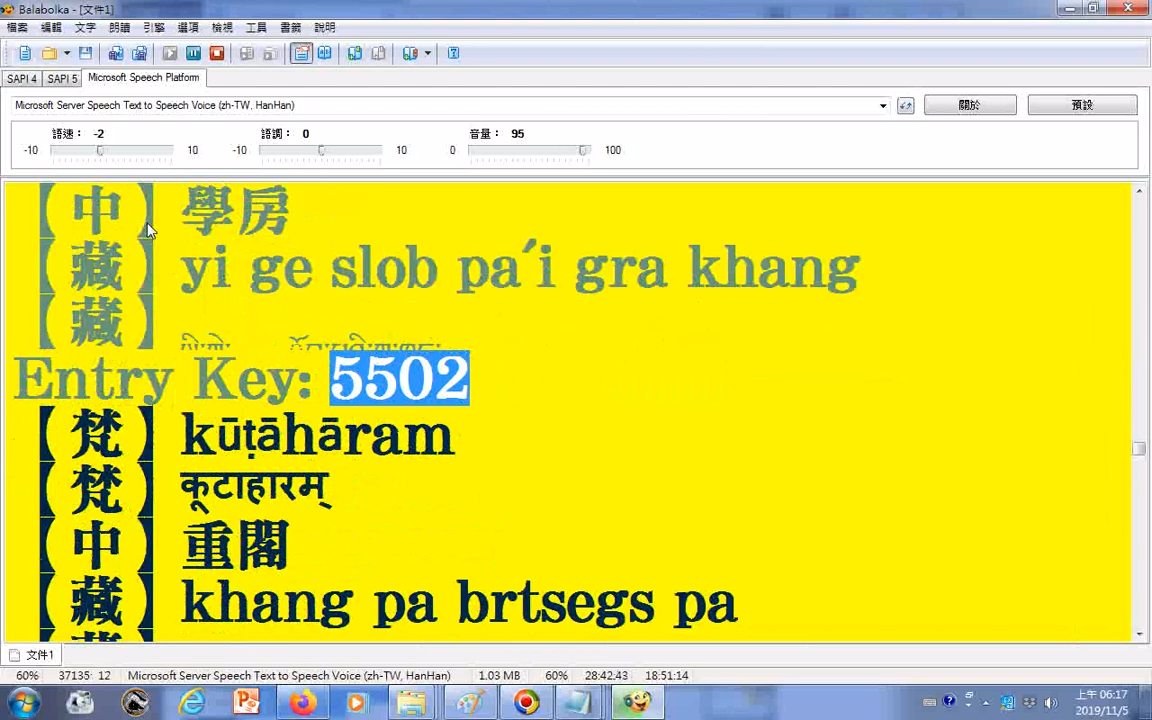 Balabolka - [文件1]
檔案 編輯 文字 朗讀 引擎 選項 檢視 工具 書籤 說明
SAPI 4 SAPI 5 Microsoft Speech Platform
Microsoft Server Speech Text to Speech Voice (zh-TW, HanHan) 關於 預設
語速： -2 語調： 0 音量： 95
-10 10 -10 10 0 100
【中】 學房
【藏】 yi ge slob pa´i gra khang
【藏】
Entry Key: 5502
【梵】 kūṭāhāram
【梵】 कूटाहारम्
【中】 重閣
【藏】 khang pa brtsegs pa
文件1
60% 37135: 12 Microsoft Server Speech Text to Speech Voice (zh-TW, HanHan) 1.03 MB 60% 28:42:43 18:51:14
上午 06:17
2019/11/5